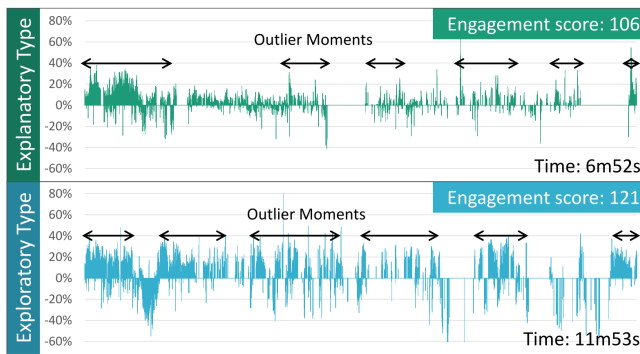 Explanatory Type
Engagement score: 106
80%
60%
40%
20%
0%
-20%
-40%
-60%
Outlier Moments
Time: 6m52s
Exploratory Type
Engagement score: 121
80%
60%
40%
20%
0%
-20%
-40%
-60%
Outlier Moments
Time: 11m53s